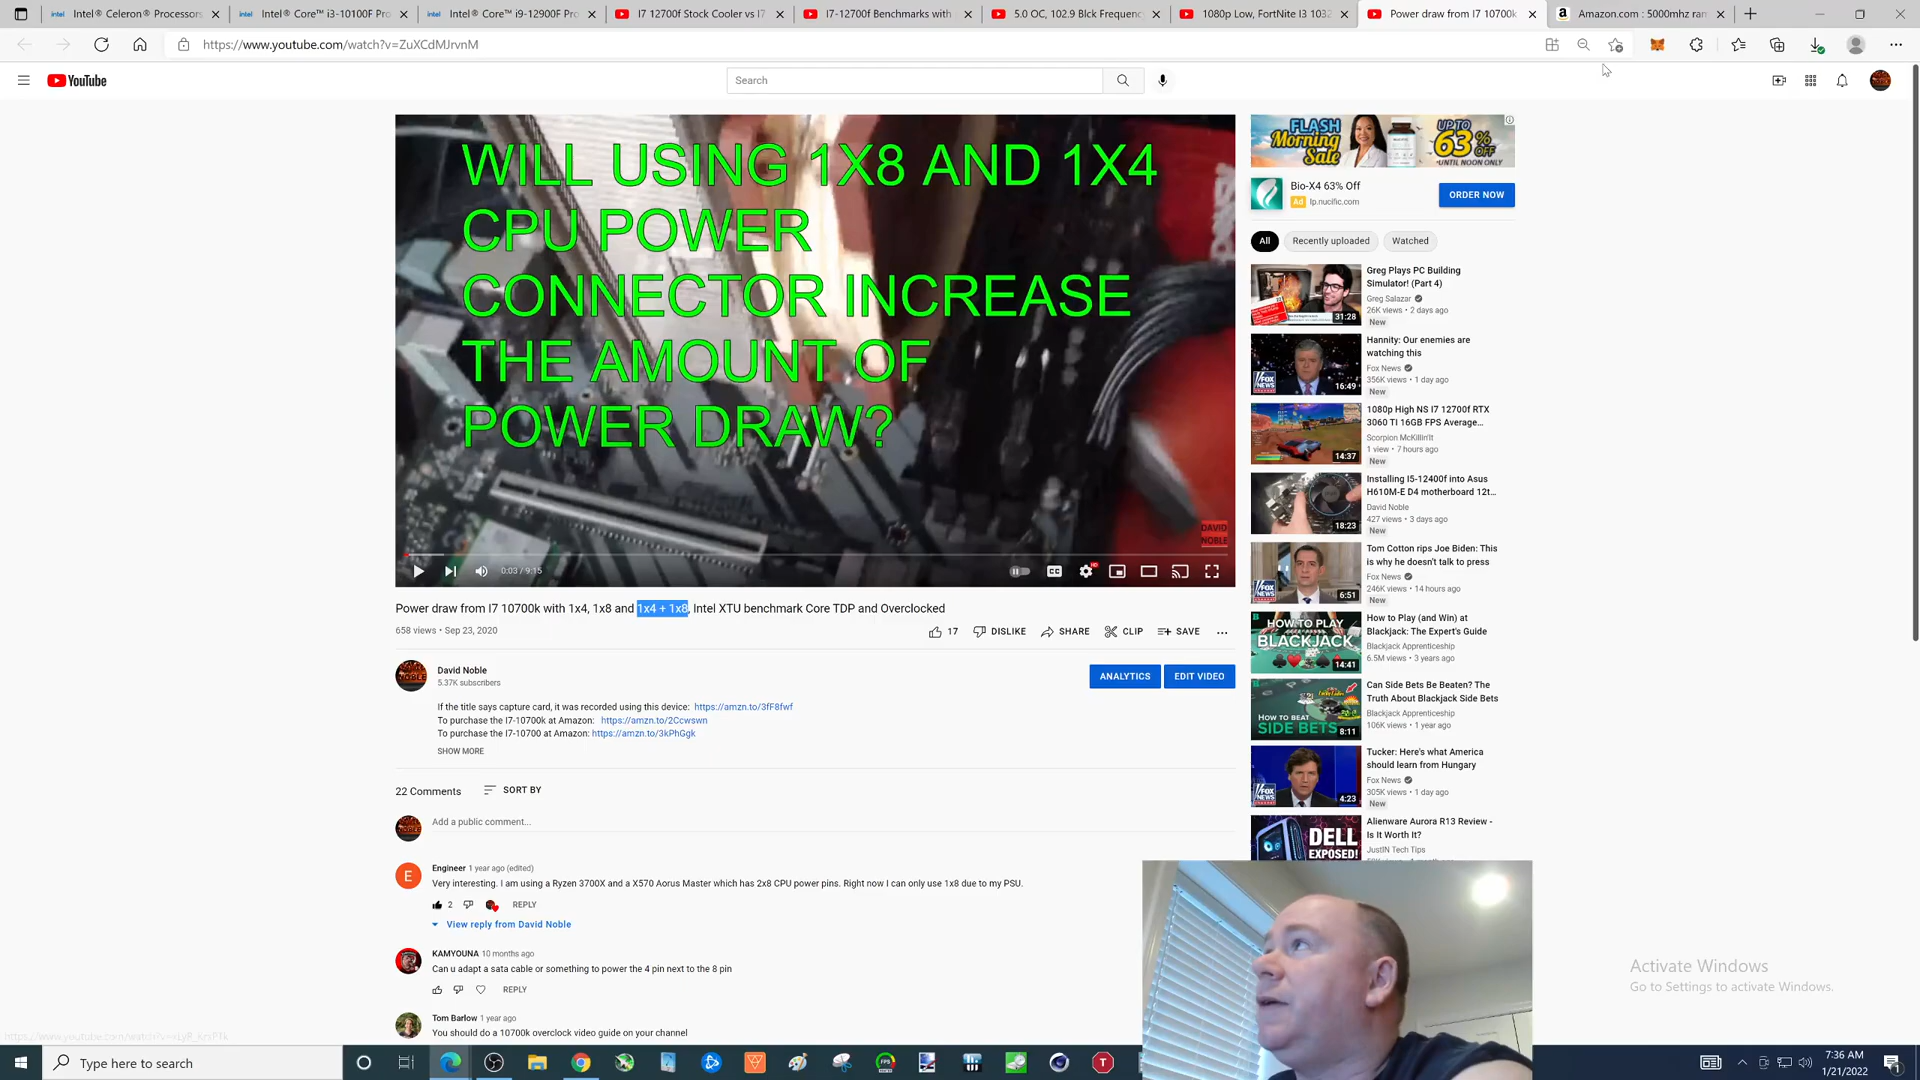 Intel® Celeron® Processors
Intel® Core™ i3-10100F Pro
Intel® Core™ i9-12900F Pro
I7 12700f Stock Cooler vs I7
I7-12700f Benchmarks with
5.0 OC, 102.9 Blck Frequenc
1080p Low, FortNite I3 103
Power draw from I7 10700k
Amazon.com : 5000mhz ran
https://www.youtube.com/watch?v=ZuXCdMJrvnM
YouTube
Search
WILL USING 1X8 AND 1X4
CPU POWER
CONNECTOR INCREASE
THE AMOUNT OF
POWER DRAW?
DAVID
NOBLE
0:03 / 9:15
CC
HD
Power draw from I7 10700k with 1x4, 1x8 and 1x4 + 1x8, Intel XTU benchmark Core TDP and Overclocked
658 views • Sep 23, 2020
17
DISLIKE
SHARE
CLIP
SAVE
David Noble
5.37K subscribers
ANALYTICS
EDIT VIDEO
If the title says capture card, it was recorded using this device: https://amzn.to/3fF8fwf
To purchase the I7-10700k at Amazon: https://amzn.to/2Ccwswn
To purchase the I7-10700 at Amazon: https://amzn.to/3kPhGgk
SHOW MORE
22 Comments
SORT BY
Add a public comment...
E
Engineer 1 year ago (edited)
Very interesting. I am using a Ryzen 3700X and a X570 Aorus Master which has 2x8 CPU power pins. Right now I can only use 1x8 due to my PSU.
2
REPLY
View reply from David Noble
KAMYOUNA 10 months ago
Can u adapt a sata cable or something to power the 4 pin next to the 8 pin
REPLY
Tom Barlow 1 year ago
You should do a 10700k overclock video guide on your channel
FLASH
Morning
Sale
UP TO
63% OFF
*UNTIL NOON ONLY
Bio-X4 63% Off
Ad lp.nucific.com
ORDER NOW
All
Recently uploaded
Watched
31:28
Greg Plays PC Building
Simulator! (Part 4)
Greg Salazar
26K views • 2 days ago
New
16:49
Hannity: Our enemies are
watching this
Fox News
356K views • 1 day ago
New
14:37
1080p High NS I7 12700f RTX
3060 TI 16GB FPS Average...
Scorpion McKillin'It
1 view • 7 hours ago
New
18:23
Installing I5-12400f into Asus
H610M-E D4 motherboard 12t...
David Noble
427 views • 3 days ago
New
6:51
Tom Cotton rips Joe Biden: This
is why he doesn't talk to press
Fox News
246K views • 14 hours ago
New
HOW TO PLAY
BLACKJACK
14:41
How to Play (and Win) at
Blackjack: The Expert's Guide
Blackjack Apprenticeship
6.5M views • 3 years ago
HOW TO BEAT
SIDE BETS
8:11
Can Side Bets Be Beaten? The
Truth About Blackjack Side Bets
Blackjack Apprenticeship
106K views • 1 year ago
4:23
Tucker: Here's what America
should learn from Hungary
Fox News
305K views • 1 day ago
New
DELL
EXPOSED!
Alienware Aurora R13 Review -
Is It Worth It?
JustIN Tech Tips
Activate Windows
Go to Settings to activate Windows.
Type here to search
7:36 AM
1/21/2022